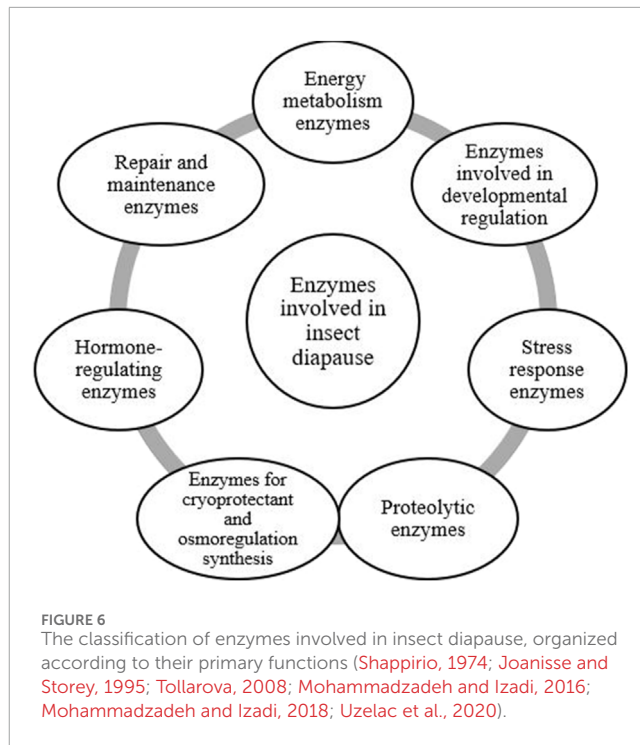 Energy
metabolism
enzymes
Enzymes
involved in
developmental
regulation
Stress
response
enzymes
Proteolytic
enzymes
Enzymes for
cryoprotectant
and
osmoregulation
synthesis
Hormone-
regulating
enzymes
Repair and
maintenance
enzymes
Enzymes
involved in
insect
diapause
FIGURE 6
The classification of enzymes involved in insect diapause, organized
according to their primary functions (Shappirio, 1974; Joanisse and
Storey, 1995; Tollarova, 2008; Mohammadzadeh and Izadi, 2016;
Mohammadzadeh and Izadi, 2018; Uzelac et al., 2020).